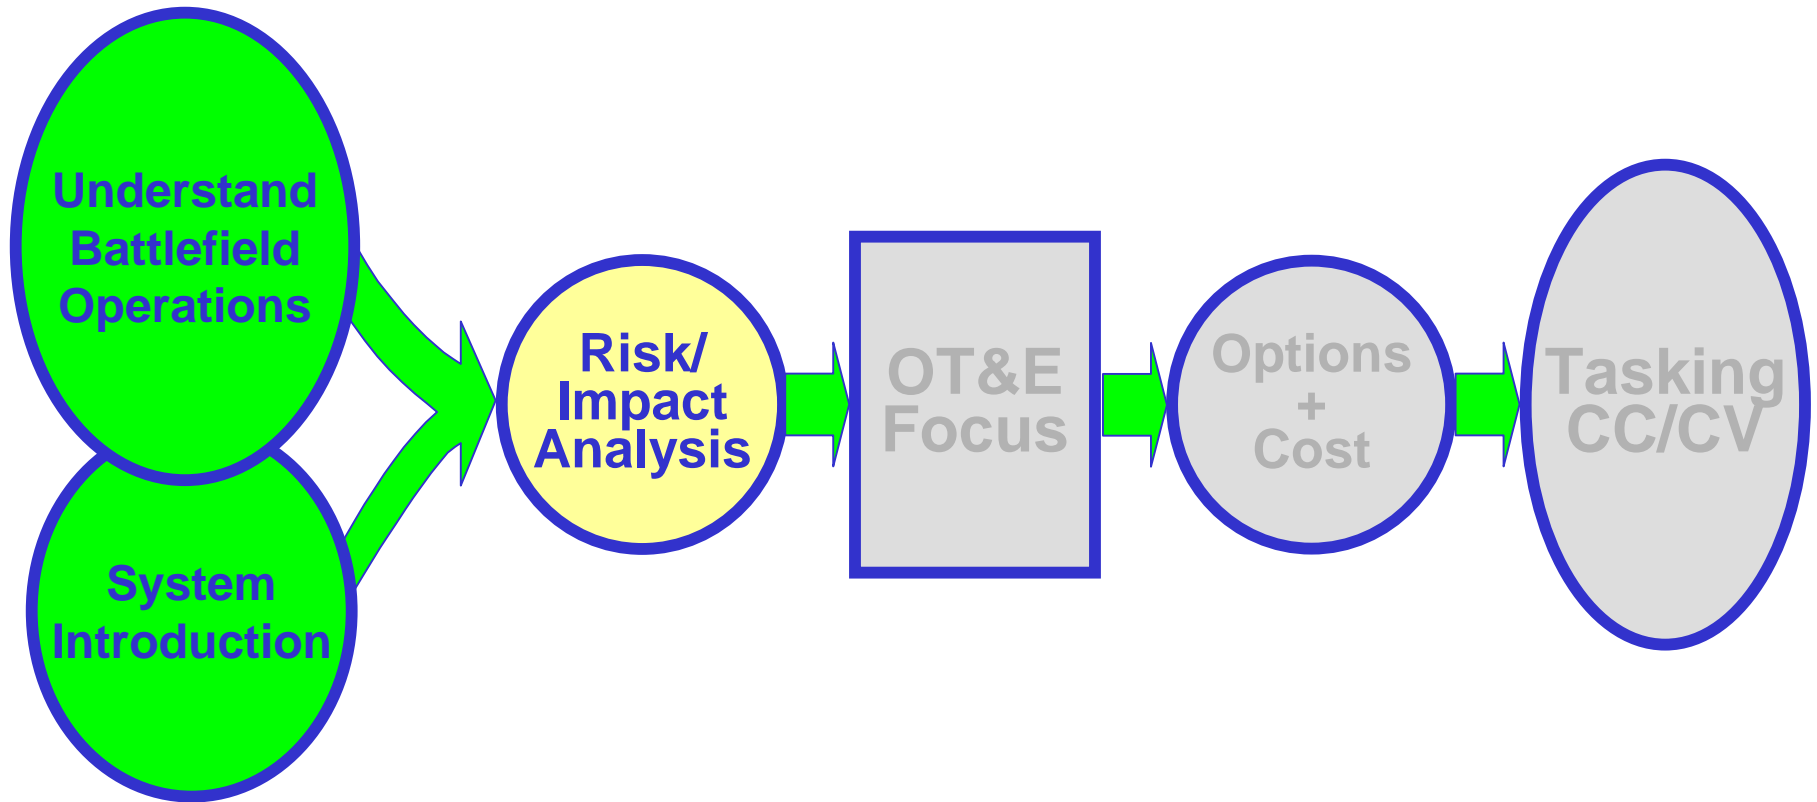 Understand
Battlefield
Operations
System
Introduction
Risk/
Impact
Analysis
OT&E
Focus
Options
+
Cost
Tasking
CC/CV